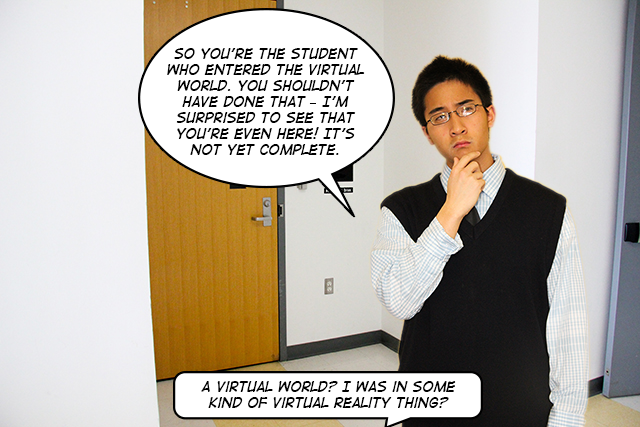 SO YOU'RE THE STUDENT
WHO ENTERED THE VIRTUAL
WORLD. YOU SHOULDN'T
HAVE DONE THAT – I'M
SURPRISED TO SEE THAT
YOU'RE EVEN HERE! IT'S
NOT YET COMPLETE.
A VIRTUAL WORLD? I WAS IN SOME
KIND OF VIRTUAL REALITY THING?